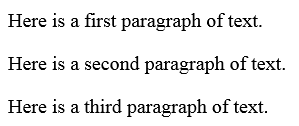 Here is a first paragraph of text.
Here is a second paragraph of text.
Here is a third paragraph of text.